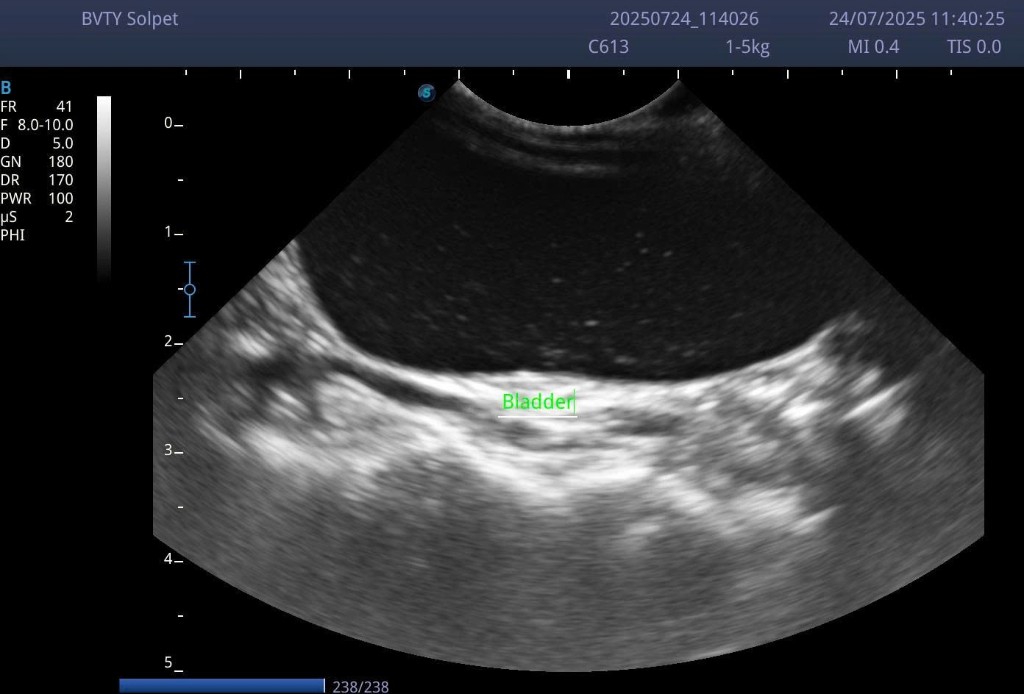 BVTY Solpet 20250724_114026 24/07/2025 11:40:25
C613 1-5kg MI 0.4 TIS 0.0
B
FR 41
F 8.0-10.0
D 5.0
GN 180
DR 170
PWR 100
µS 2
PHI
S
0
1
2
Bladder
3
4
5
238/238